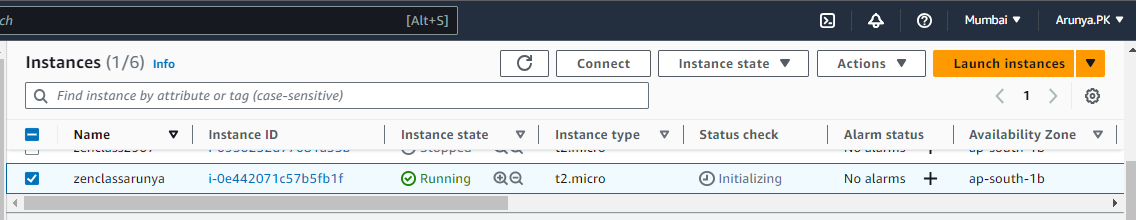 ch [Alt+S] Mumbai Arunya.PK
Instances (1/6) Info Connect Instance state Actions Launch instances
Find instance by attribute or tag (case-sensitive) 1
Name Instance ID Instance state Instance type Status check Alarm status Availability Zone
zenclass2907 Stopped t2.micro No alarms + ap-south-1b
zenclassarunya i-0e442071c57b5fb1f Running t2.micro Initializing No alarms + ap-south-1b